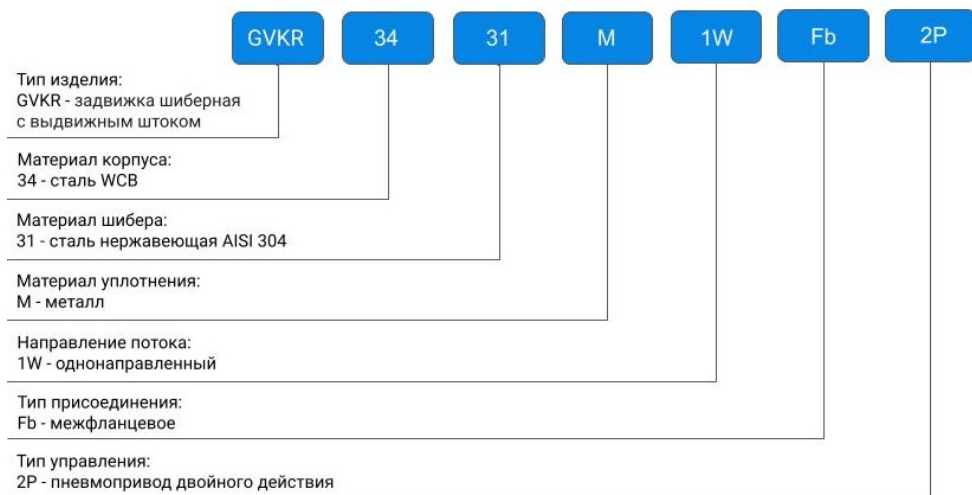 GVKR 34 31 M 1W Fb 2P
Тип изделия:
GVKR - задвижка шиберная
с выдвижным штоком
Материал корпуса:
34 - сталь WCB
Материал шибера:
31 - сталь нержавеющая AISI 304
Материал уплотнения:
M - металл
Направление потока:
1W - однонаправленный
Тип присоединения:
Fb - межфланцевое
Тип управления:
2P - пневмопривод двойного действия